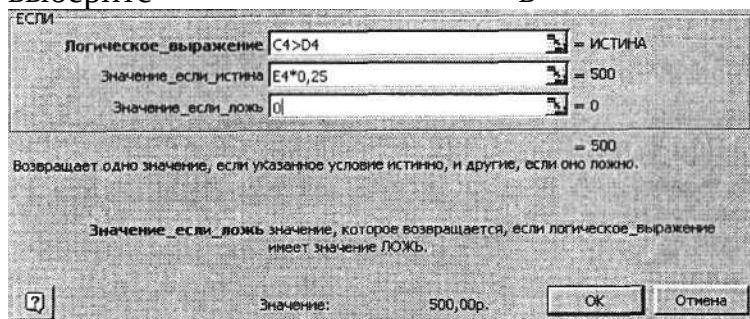 выберите в
ЕСЛИ
Логическое_выражение C4>D4 = ИСТИНА
Значение_если_истина E4*0,25 = 500
Значение_если_ложь 0 = 0
= 500
Возвращает одно значение, если указанное условие истинно, и другие, если оно ложно.
Значение_если_ложь значение, которое возвращается, если логическое_выражение
имеет значение ЛОЖЬ.
? Значение: 500,00р. OK Отмена